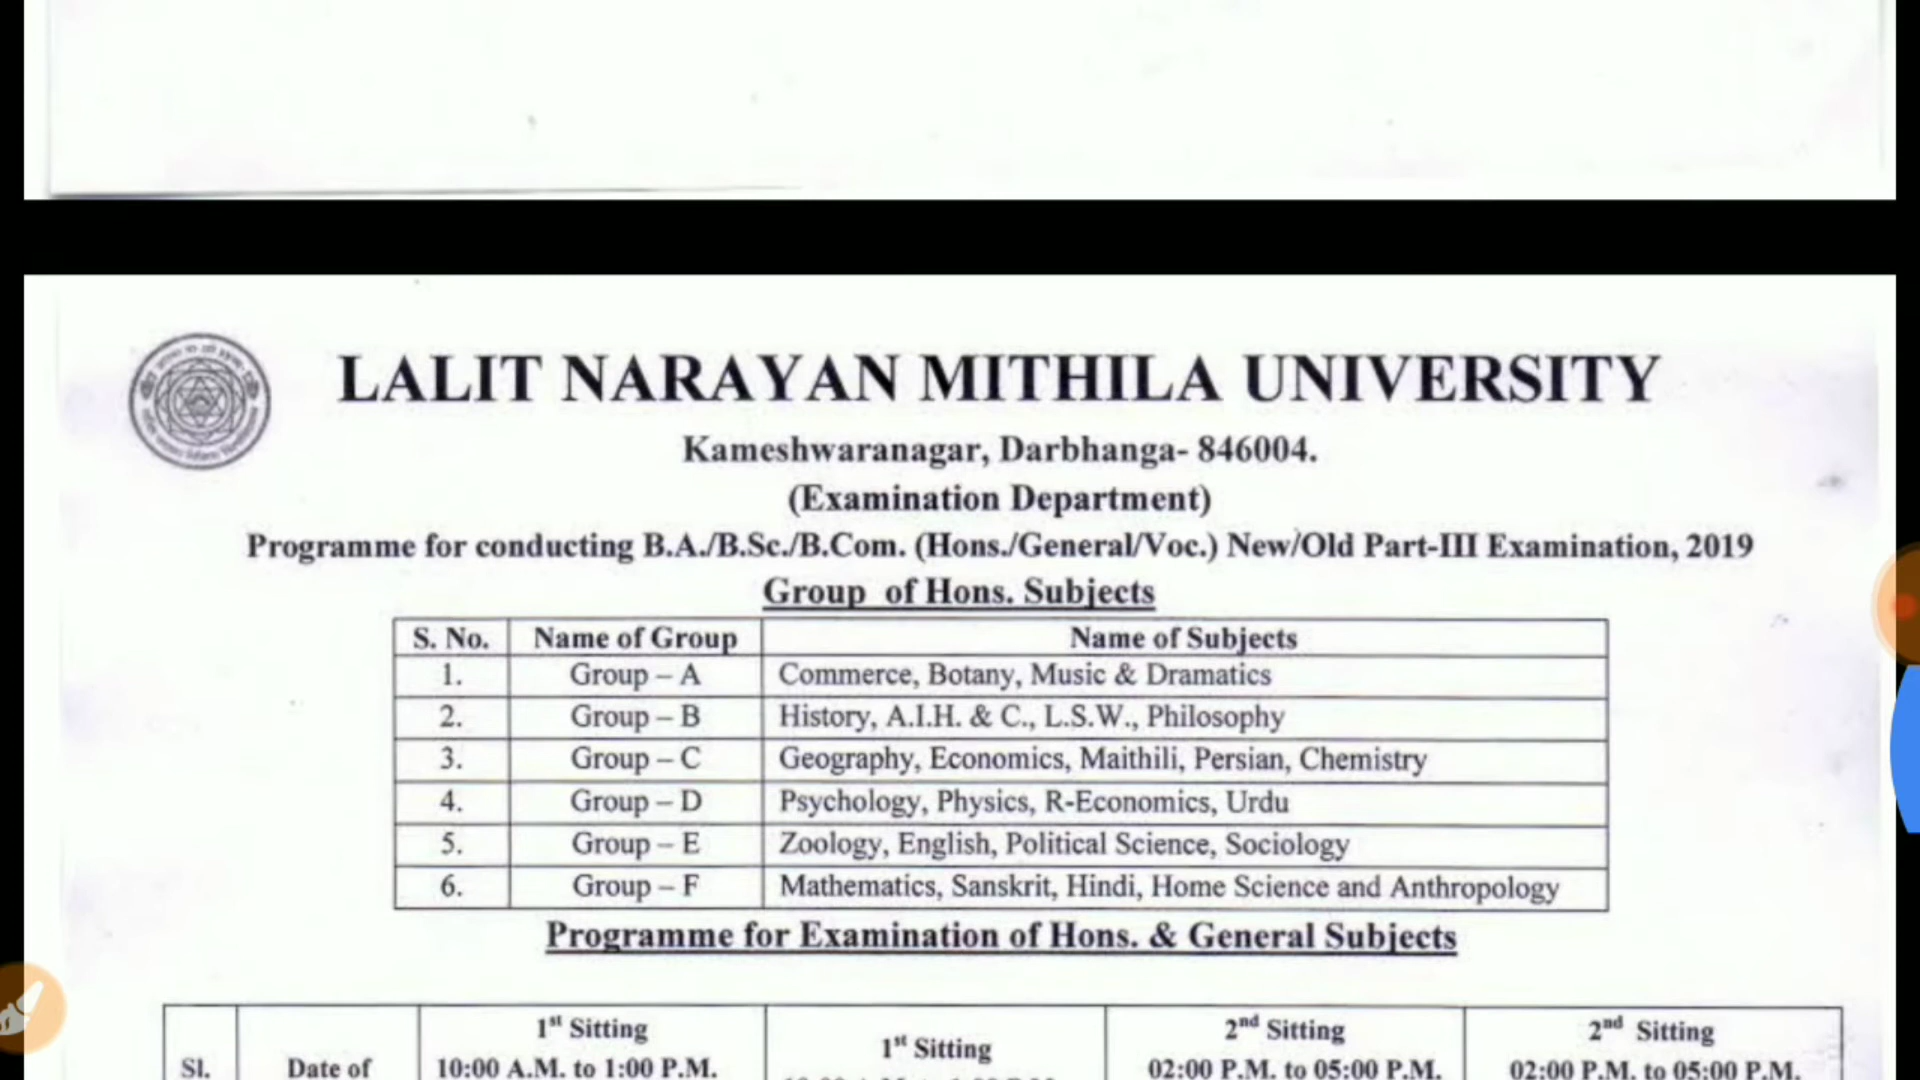 LALIT NARAYAN MITHILA UNIVERSITY
Kameshwaranagar, Darbhanga- 846004.
(Examination Department)
Programme for conducting B.A./B.Sc./B.Com. (Hons./General/Voc.) New/Old Part-III Examination, 2019
Group of Hons. Subjects
S. No. Name of Group Name of Subjects
1. Group – A Commerce, Botany, Music & Dramatics
2. Group – B History, A.I.H. & C., L.S.W., Philosophy
3. Group – C Geography, Economics, Maithili, Persian, Chemistry
4. Group – D Psychology, Physics, R-Economics, Urdu
5. Group – E Zoology, English, Political Science, Sociology
6. Group – F Mathematics, Sanskrit, Hindi, Home Science and Anthropology
Programme for Examination of Hons. & General Subjects
1st Sitting 1st Sitting 2nd Sitting 2nd Sitting
Sl. Date of 10:00 A.M. to 1:00 P.M. 02:00 P.M. to 05:00 P.M. 02:00 P.M. to 05:00 P.M.